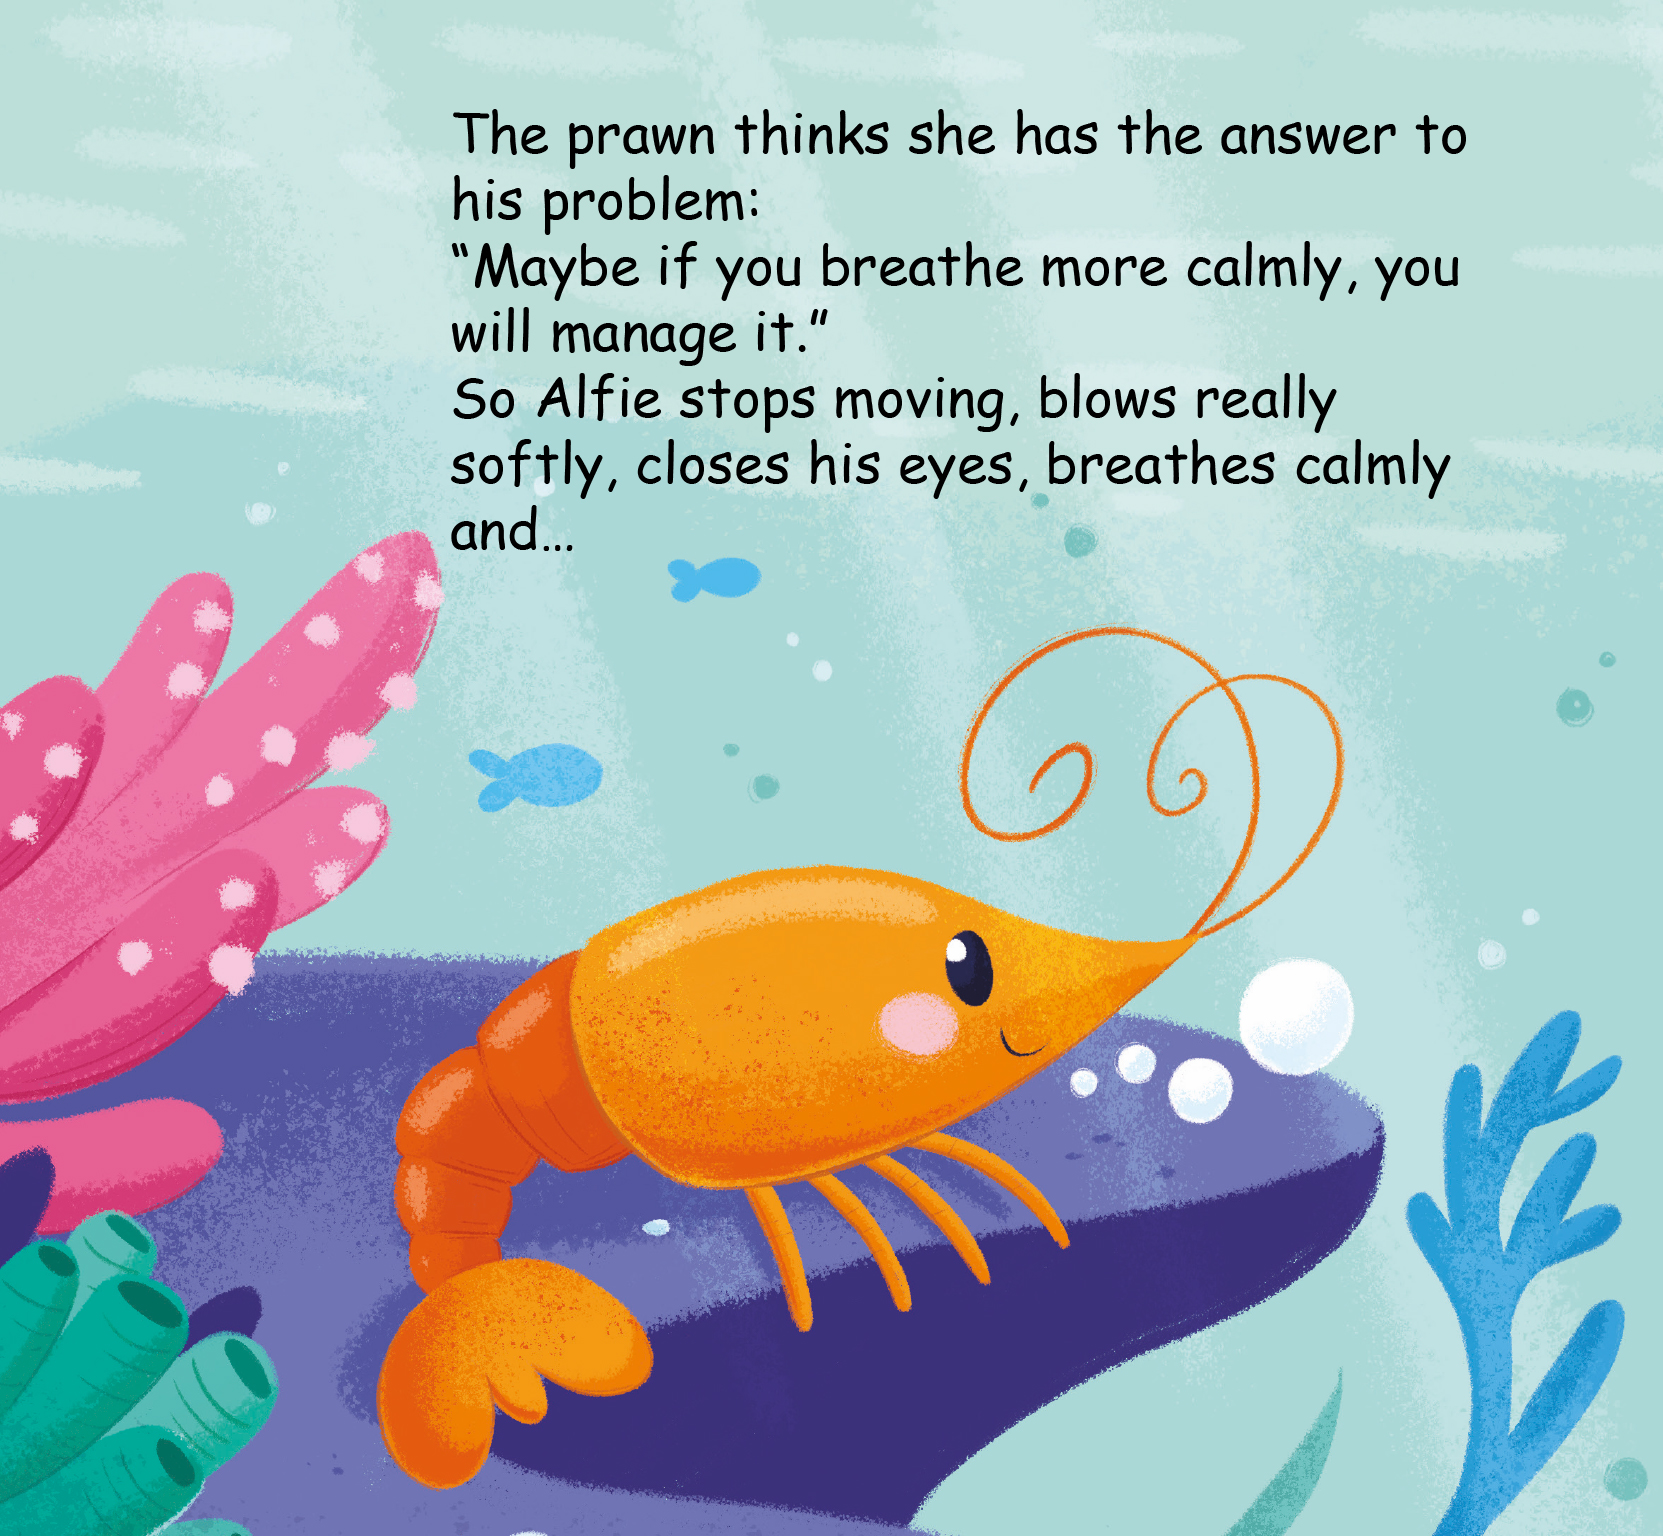 The prawn thinks she has the answer to
his problem:
“Maybe if you breathe more calmly, you
will manage it.”
So Alfie stops moving, blows really
softly, closes his eyes, breathes calmly
and...